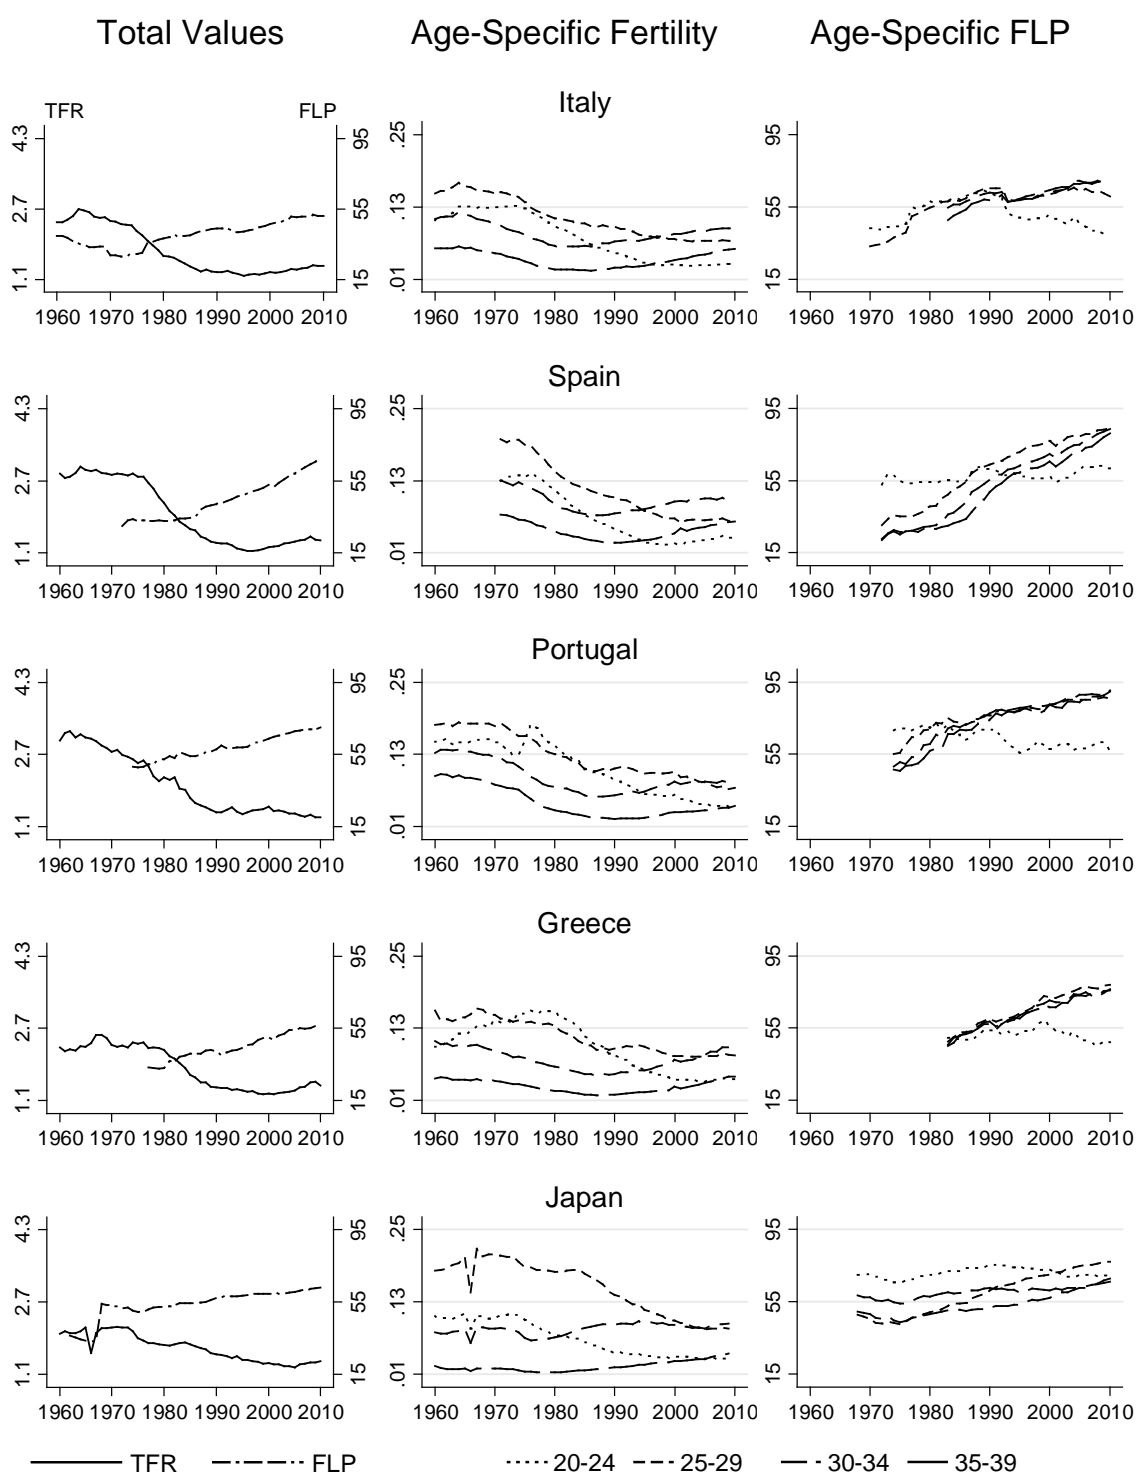 Total Values Age-Specific Fertility Age-Specific FLP
Italy
TFR FLP
4.3 95 .25 95
2.7 55 .13 55
1.1 15 .01 15
1960 1970 1980 1990 2000 2010 1960 1970 1980 1990 2000 2010 1960 1970 1980 1990 2000 2010
Spain
4.3 95 .25 95
2.7 55 .13 55
1.1 15 .01 15
1960 1970 1980 1990 2000 2010 1960 1970 1980 1990 2000 2010 1960 1970 1980 1990 2000 2010
Portugal
4.3 95 .25 95
2.7 55 .13 55
1.1 15 .01 15
1960 1970 1980 1990 2000 2010 1960 1970 1980 1990 2000 2010 1960 1970 1980 1990 2000 2010
Greece
4.3 95 .25 95
2.7 55 .13 55
1.1 15 .01 15
1960 1970 1980 1990 2000 2010 1960 1970 1980 1990 2000 2010 1960 1970 1980 1990 2000 2010
Japan
4.3 95 .25 95
2.7 55 .13 55
1.1 15 .01 15
1960 1970 1980 1990 2000 2010 1960 1970 1980 1990 2000 2010 1960 1970 1980 1990 2000 2010
TFR FLP 20-24 25-29 30-34 35-39